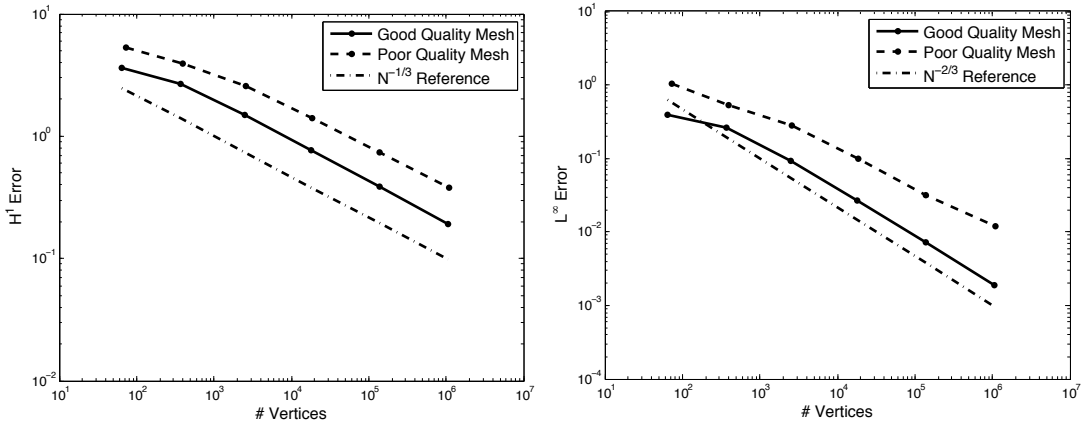 10^1
10^0
10^-1
10^-2
H^1 Error
10^1
10^2
10^3
10^4
10^5
10^6
10^7
# Vertices
Good Quality Mesh
Poor Quality Mesh
N^-1/3 Reference
10^1
10^0
10^-1
10^-2
10^-3
10^-4
L^∞ Error
10^1
10^2
10^3
10^4
10^5
10^6
10^7
# Vertices
Good Quality Mesh
Poor Quality Mesh
N^-2/3 Reference